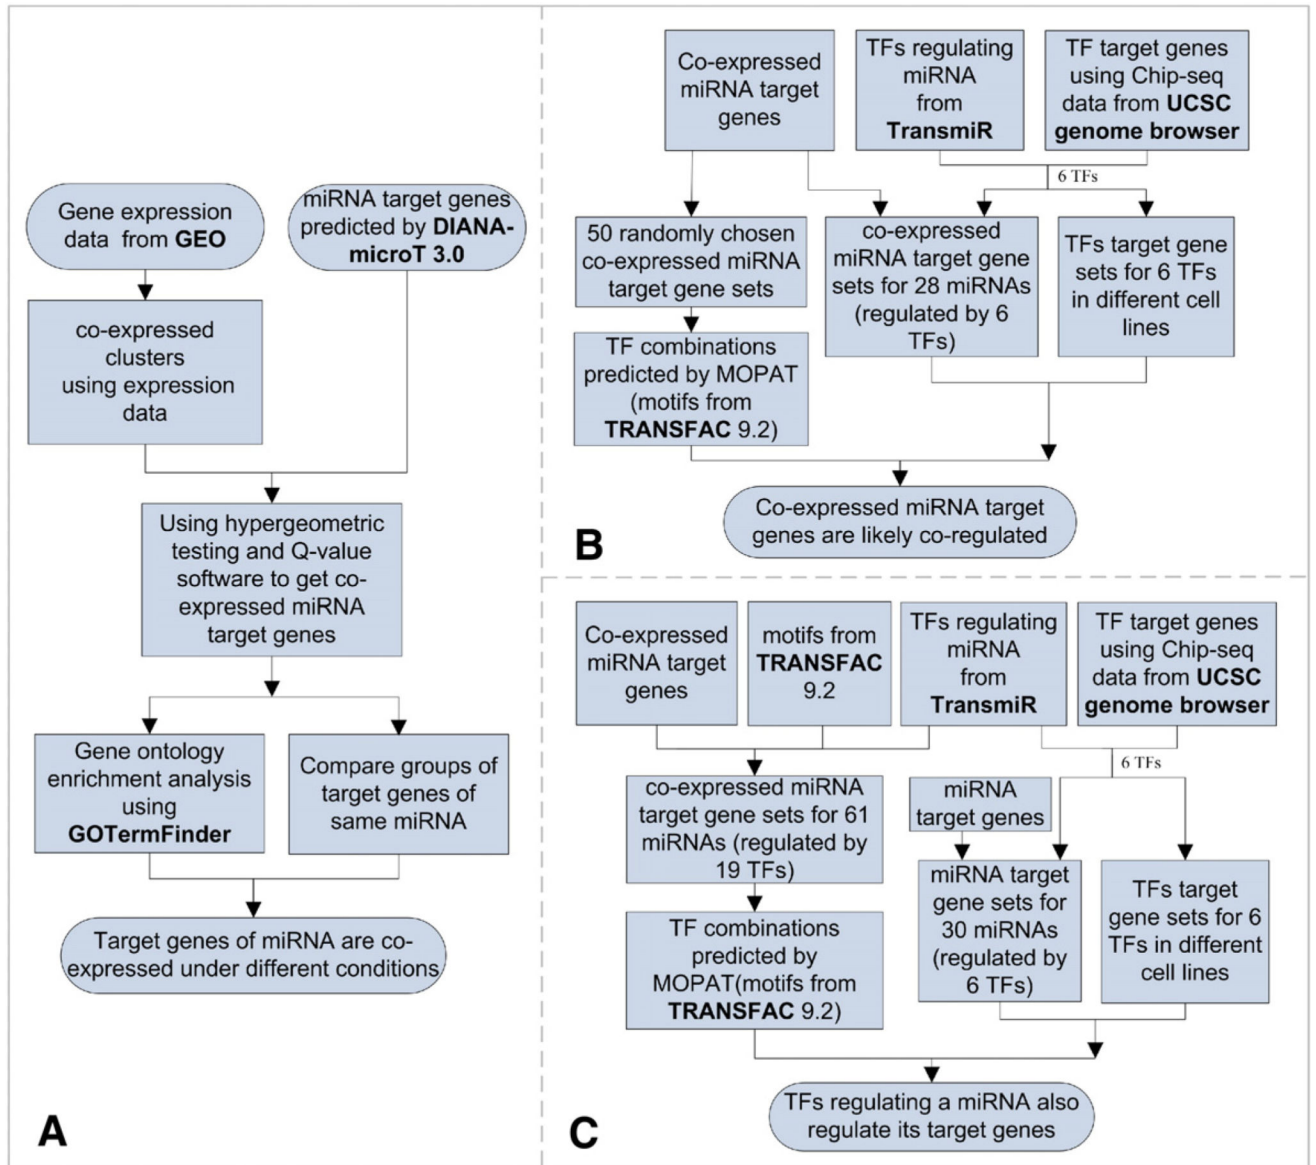 Gene expression
data from GEO
miRNA target genes
predicted by DIANA-
microT 3.0
co-expressed
clusters
using expression
data
Using hypergeometric
testing and Q-value
software to get co-
expressed miRNA
target genes
Gene ontology
enrichment analysis
using
GOTermFinder
Compare groups of
target genes of
same miRNA
Target genes of miRNA are co-
expressed under different conditions
A
Co-expressed
miRNA target
genes
TFs regulating
miRNA
from
TransmiR
TF target genes
using Chip-seq
data from UCSC
genome browser
6 TFs
50 randomly chosen
co-expressed miRNA
target gene sets
co-expressed
miRNA target gene
sets for 28 miRNAs
(regulated by 6
TFs)
TFs target gene
sets for 6 TFs
in different cell
lines
TF combinations
predicted by MOPAT
(motifs from
TRANSFAC 9.2)
Co-expressed miRNA target
genes are likely co-regulated
B
Co-expressed
miRNA target
genes
motifs from
TRANSFAC
9.2
TFs regulating
miRNA
from
TransmiR
TF target genes
using Chip-seq
data from UCSC
genome browser
6 TFs
co-expressed miRNA
target gene sets for 61
miRNAs (regulated by
19 TFs)
miRNA
target genes
miRNA target
gene sets for
30 miRNAs
(regulated by
6 TFs)
TFs target
gene sets for 6
TFs in different
cell lines
TF combinations
predicted by
MOPAT(motifs from
TRANSFAC 9.2)
TFs regulating a miRNA also
regulate its target genes
C